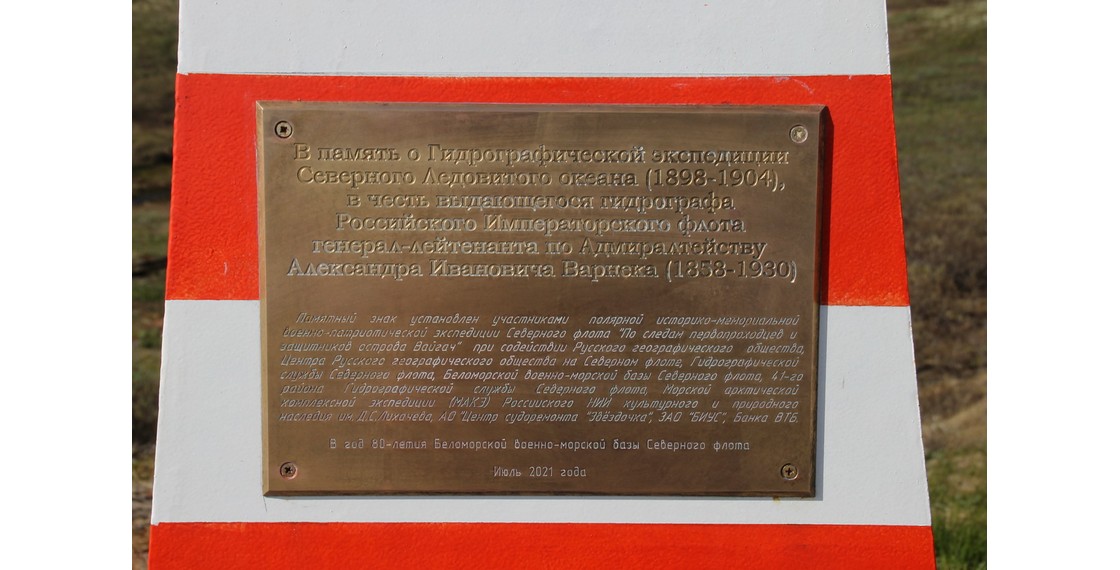 В память о Гидрографической экспедиции
Северного Ледовитого океана (1898-1904),
в честь выдающегося гидрографа
Российского Императорского флота
генерал-лейтенанта по Адмиралтейству
Александра Ивановича Варнека (1858-1930)
Памятный знак установлен участниками полярной историко-мемориальной
военно-патриотической экспедиции Северного флота "По следам первопроходцев и
защитников острова Вайгач" при содействии Русского географического общества,
Центра Русского географического общества на Северном флоте, Гидрографической
службы Северного флота, Беломорской военно-морской базы Северного флота, 41-го
района Гидрографической службы Северного флота, Морской арктической
комплексной экспедиции (МАКЭ) Российского НИИ культурного и природного
наследия им. Д.С.Лихачева, АО "Центр судоремонта "Звёздочка", ЗАО "БИУС", Банка ВТБ.
В год 80-летия Беломорской военно-морской базы Северного флота
Июль 2021 года